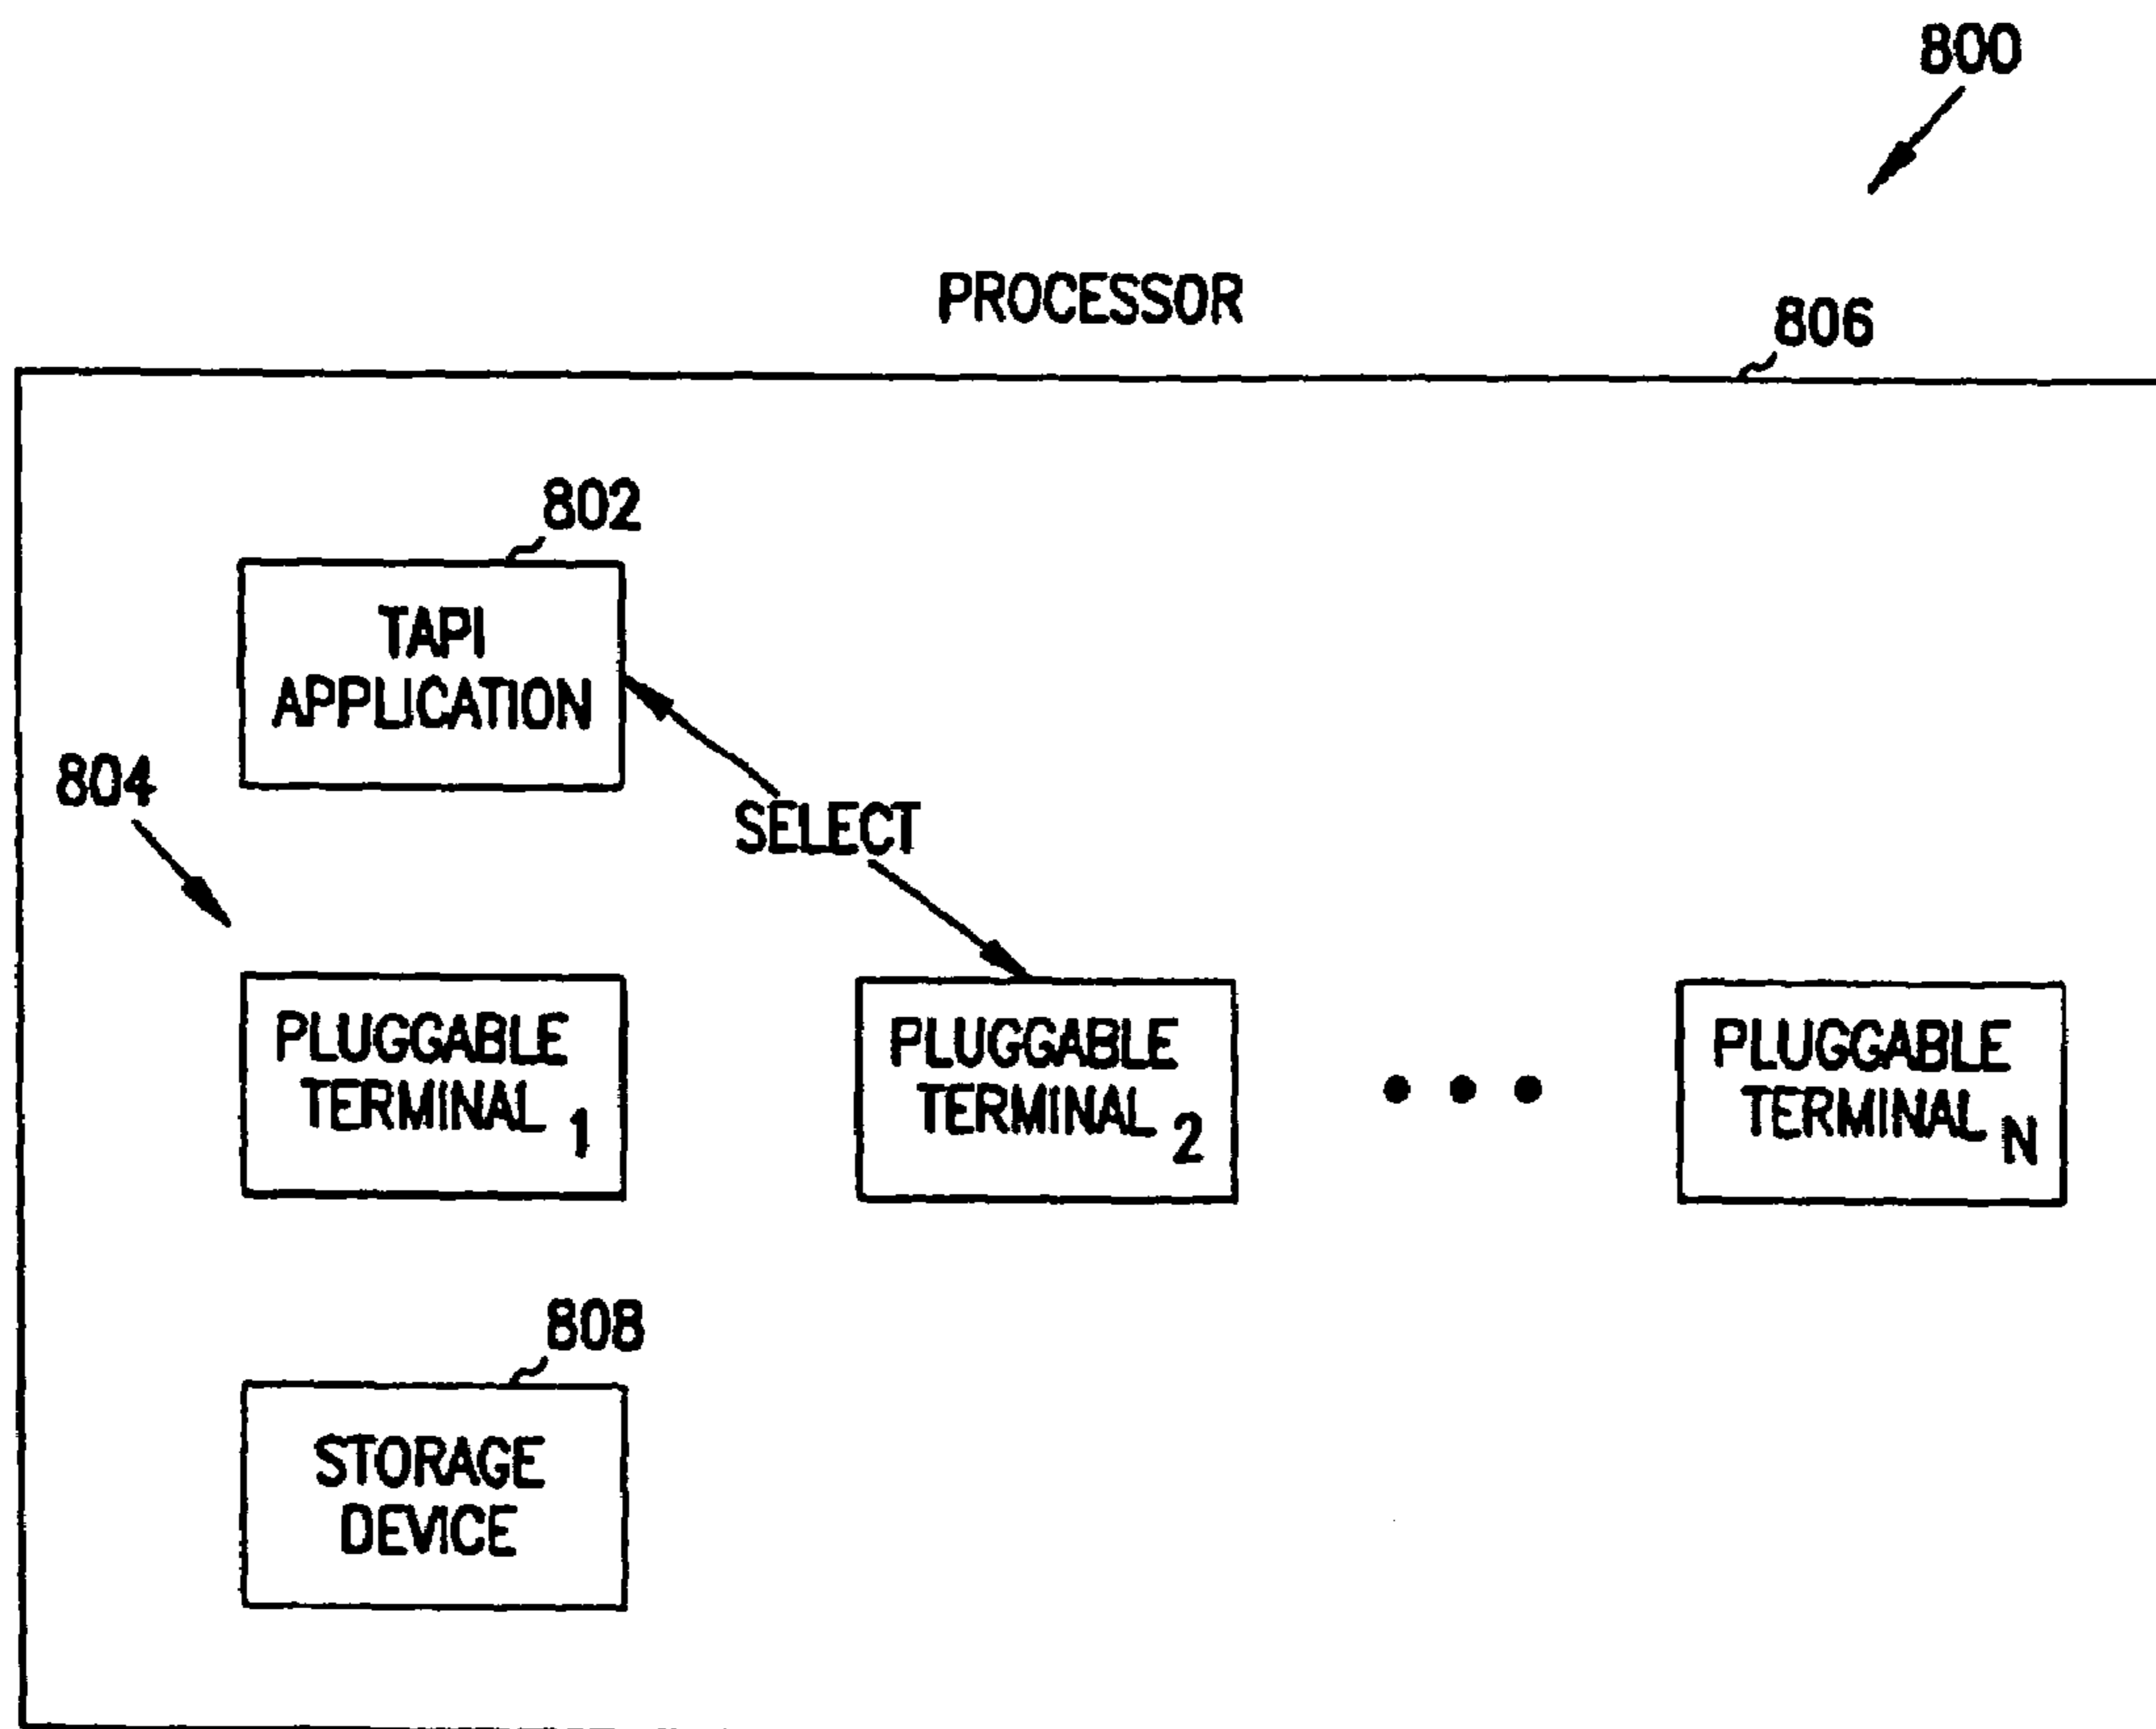 800
PROCESSOR
806
802
TAPI
APPLICATION
804
SELECT
PLUGGABLE
TERMINAL 1
PLUGGABLE
TERMINAL 2
PLUGGABLE
TERMINAL N
808
STORAGE
DEVICE